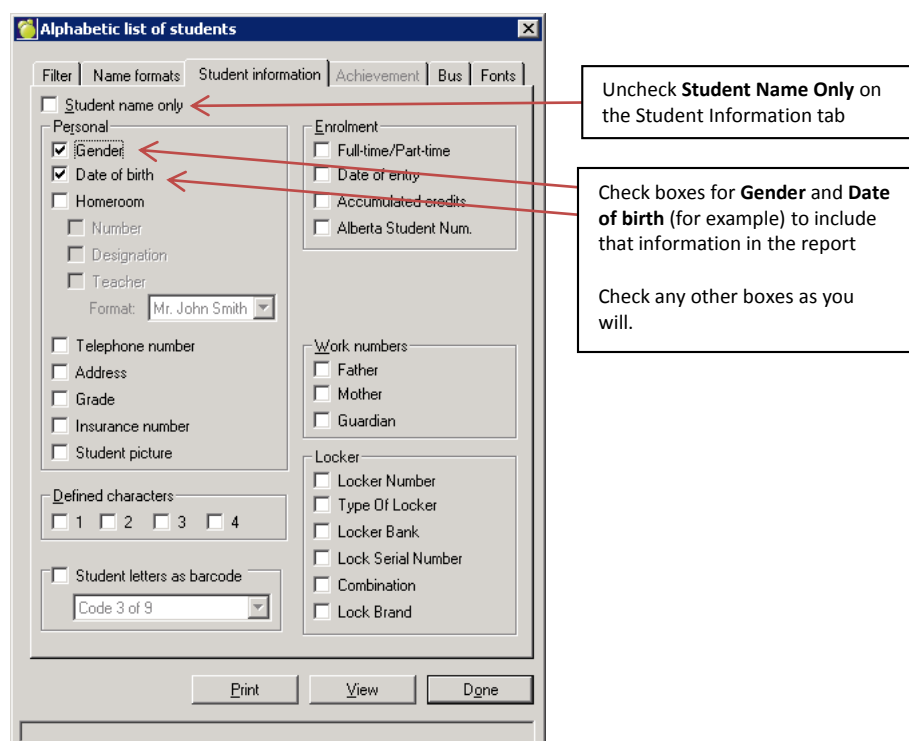 Alphabetic list of students
Filter Name formats Student information Achievement Bus Fonts
Student name only
Personal
Gender
Date of birth
Homeroom
Number
Designation
Teacher
Format: Mr. John Smith
Telephone number
Address
Grade
Insurance number
Student picture
Defined characters
1 2 3 4
Student letters as barcode
Code 3 of 9
Enrolment
Full-time/Part-time
Date of entry
Accumulated credits
Alberta Student Num.
Work numbers
Father
Mother
Guardian
Locker
Locker Number
Type Of Locker
Locker Bank
Lock Serial Number
Combination
Lock Brand
Print View Done
Uncheck Student Name Only on
the Student Information tab
Check boxes for Gender and Date
of birth (for example) to include
that information in the report
Check any other boxes as you
will.